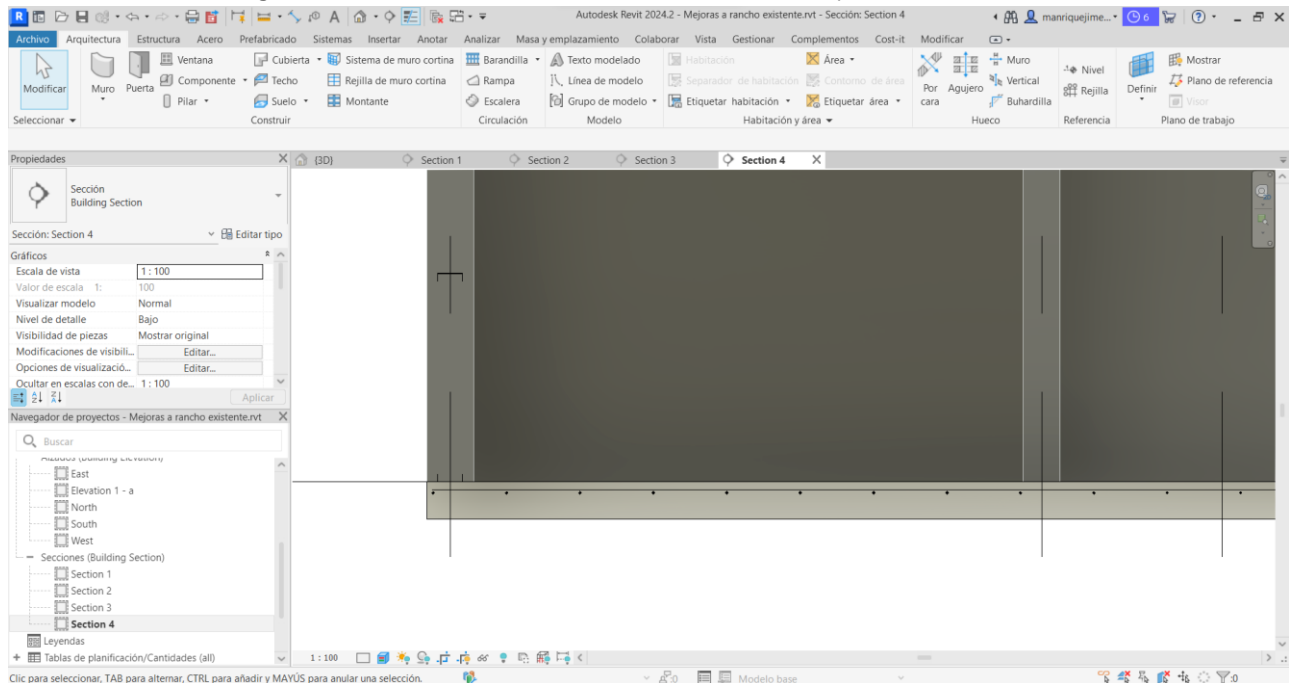 Autodesk Revit 2024.2 - Mejoras a rancho existente.rvt - Sección: Section 4
manriquejime...
6
Archivo Arquitectura Estructura Acero Prefabricado Sistemas Insertar Anotar Analizar Masa y emplazamiento Colaborar Vista Gestionar Complementos Cost-it Modificar
Modificar
Muro
Puerta
Ventana
Componente
Pilar
Cubierta
Techo
Suelo
Sistema de muro cortina
Rejilla de muro cortina
Montante
Barandilla
Rampa
Escalera
Texto modelado
Línea de modelo
Grupo de modelo
Habitación
Separador de habitación
Etiquetar habitación
Área
Contorno de área
Etiquetar área
Por cara
Agujero
Muro
Vertical
Buhardilla
Nivel
Rejilla
Definir
Mostrar
Plano de referencia
Visor
Seleccionar Construir Circulación Modelo Habitación y área Hueco Referencia Plano de trabajo
Propiedades
{3D} Section 1 Section 2 Section 3 Section 4
Sección
Building Section
Sección: Section 4 Editar tipo
Gráficos
Escala de vista 1 : 100
Valor de escala 1: 100
Visualizar modelo Normal
Nivel de detalle Bajo
Visibilidad de piezas Mostrar original
Modificaciones de visibili... Editar...
Opciones de visualizació... Editar...
Ocultar en escalas con de... 1 : 100
Aplicar
Navegador de proyectos - Mejoras a rancho existente.rvt
Buscar
Alzados (Building Elevation)
East
Elevation 1 - a
North
South
West
Secciones (Building Section)
Section 1
Section 2
Section 3
Section 4
Leyendas
Tablas de planificación/Cantidades (all)
1 : 100
Clic para seleccionar, TAB para alternar, CTRL para añadir y MAYÚS para anular una selección.
:0
Modelo base
:0